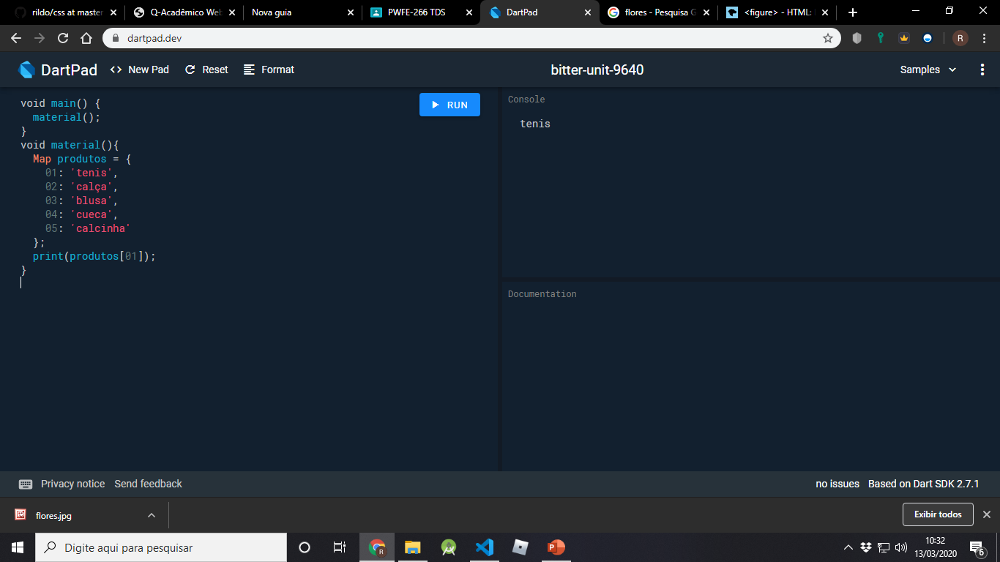 rildo/css at master
Q-Acadêmico Web
Nova guia
PWFE-266 TDS
DartPad
flores - Pesquisa G
<figure> - HTML:
dartpad.dev
R
DartPad
<> New Pad
Reset
Format
bitter-unit-9640
Samples
void main() {
  material();
}
void material(){
  Map produtos = {
    01: 'tenis',
    02: 'calça',
    03: 'blusa',
    04: 'cueca',
    05: 'calcinha'
  };
  print(produtos[01]);
}
RUN
Console
tenis
Documentation
Privacy notice
Send feedback
no issues
Based on Dart SDK 2.7.1
flores.jpg
Exibir todos
Digite aqui para pesquisar
10:32
13/03/2020
6